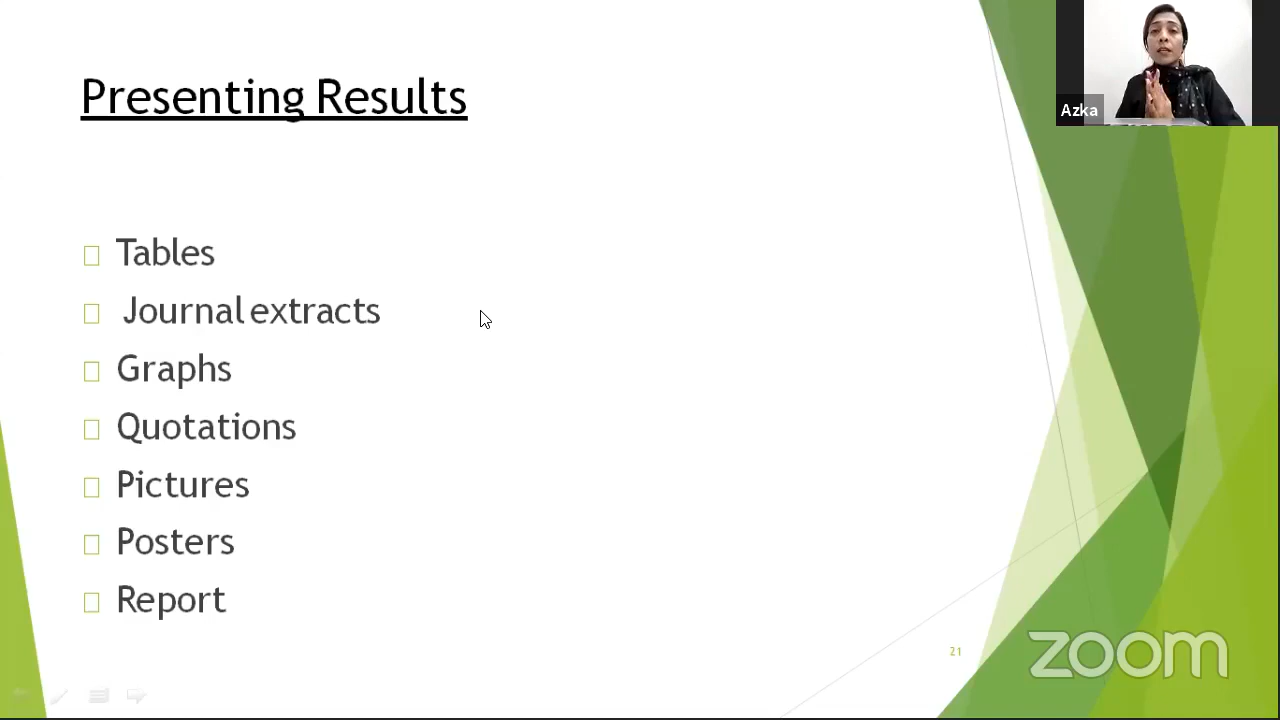 Presenting Results
Azka
Tables
Journal extracts
Graphs
Quotations
Pictures
Posters
Report
21
zoom